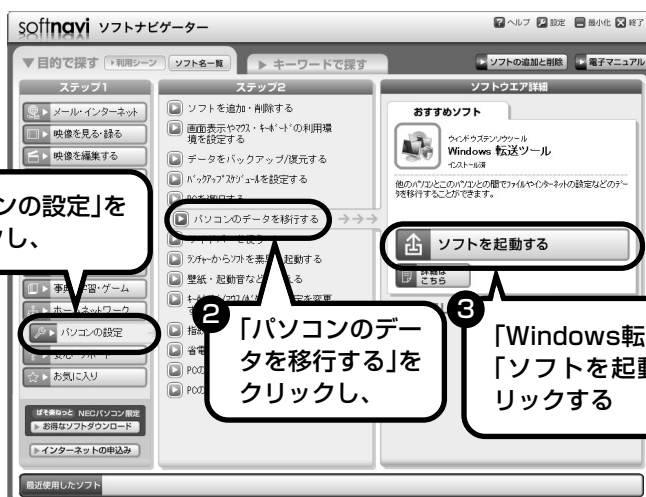 softnavi ソフトナビゲーター
ヘルプ 設定 最小化 終了
▼目的で探す ▶利用シーン ソフト名一覧 ▶ キーワードで探す
ソフトの追加と削除 電子マニュアル
ステップ1
メール・インターネット
映像を見る・録る
映像を編集する
ンの設定」を
し、
ホームネットワーク
パソコンの設定
お気に入り
ぱそ楽ねっと NECパソコン限定
お得なソフトダウンロード
インターネットの申込み
ステップ2
ソフトを追加・削除する
画面表示やマウス・キーボードの利用環
境を設定する
データをバックアップ/復元する
バックアップスケジュールを設定する
パソコンのデータを移行する
ランチャーからソフトを素早 起動する
壁紙・起動音など える
省電
PCの
PCの
❷
「パソコンのデー
タを移行する」を
クリックし、
ソフトウエア詳細
おすすめソフト
ウィンドウズテンソウツール
Windows 転送ツール
インストール済
他のパソコンとこのパソコンとの間でファイルやインターネットの設定などのデー
タを移行することができます。
ソフトを起動する
詳細は
こちら
❸
「Windows転
「ソフトを起動
リックする
最近使用したソフト